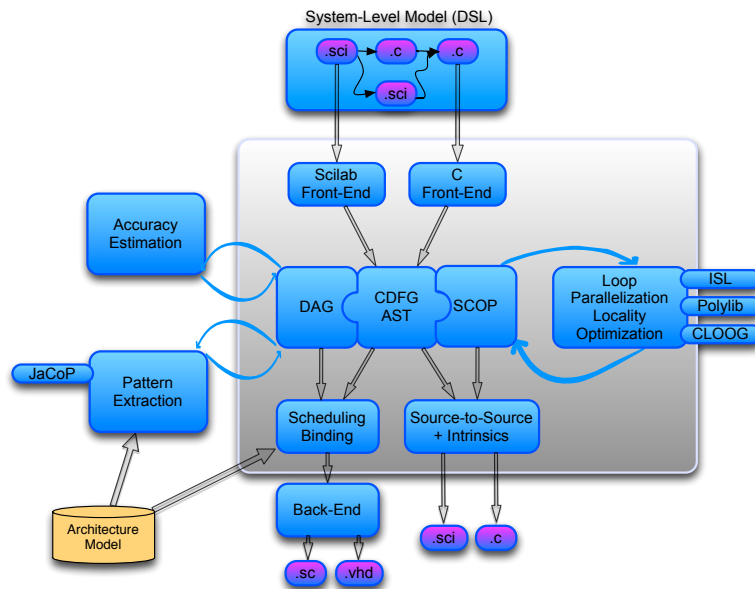 System-Level Model (DSL)
.sci
.c
.c
.sci
Scilab
Front-End
C
Front-End
Accuracy
Estimation
DAG
CDFG
AST
SCOP
Loop
Parallelization
Locality
Optimization
ISL
Polylib
CLOOG
JaCoP
Pattern
Extraction
Scheduling
Binding
Source-to-Source
+ Intrinsics
Architecture
Model
Back-End
.sci
.c
.sc
.vhd